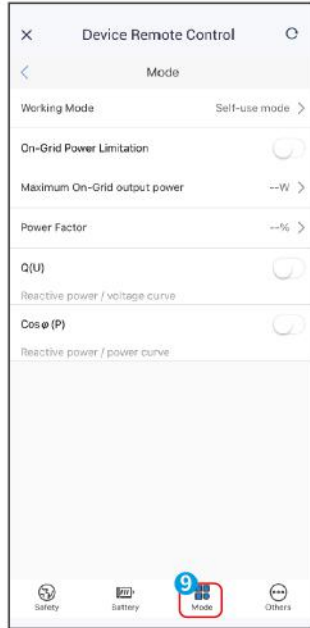 Device Remote Control
Mode
Working Mode Self-use mode
On-Grid Power Limitation
Maximum On-Grid output power --W
Power Factor --%
Q(U)
Reactive power / voltage curve
Cosφ(P)
Reactive power / power curve
9
Safety Battery Mode Others